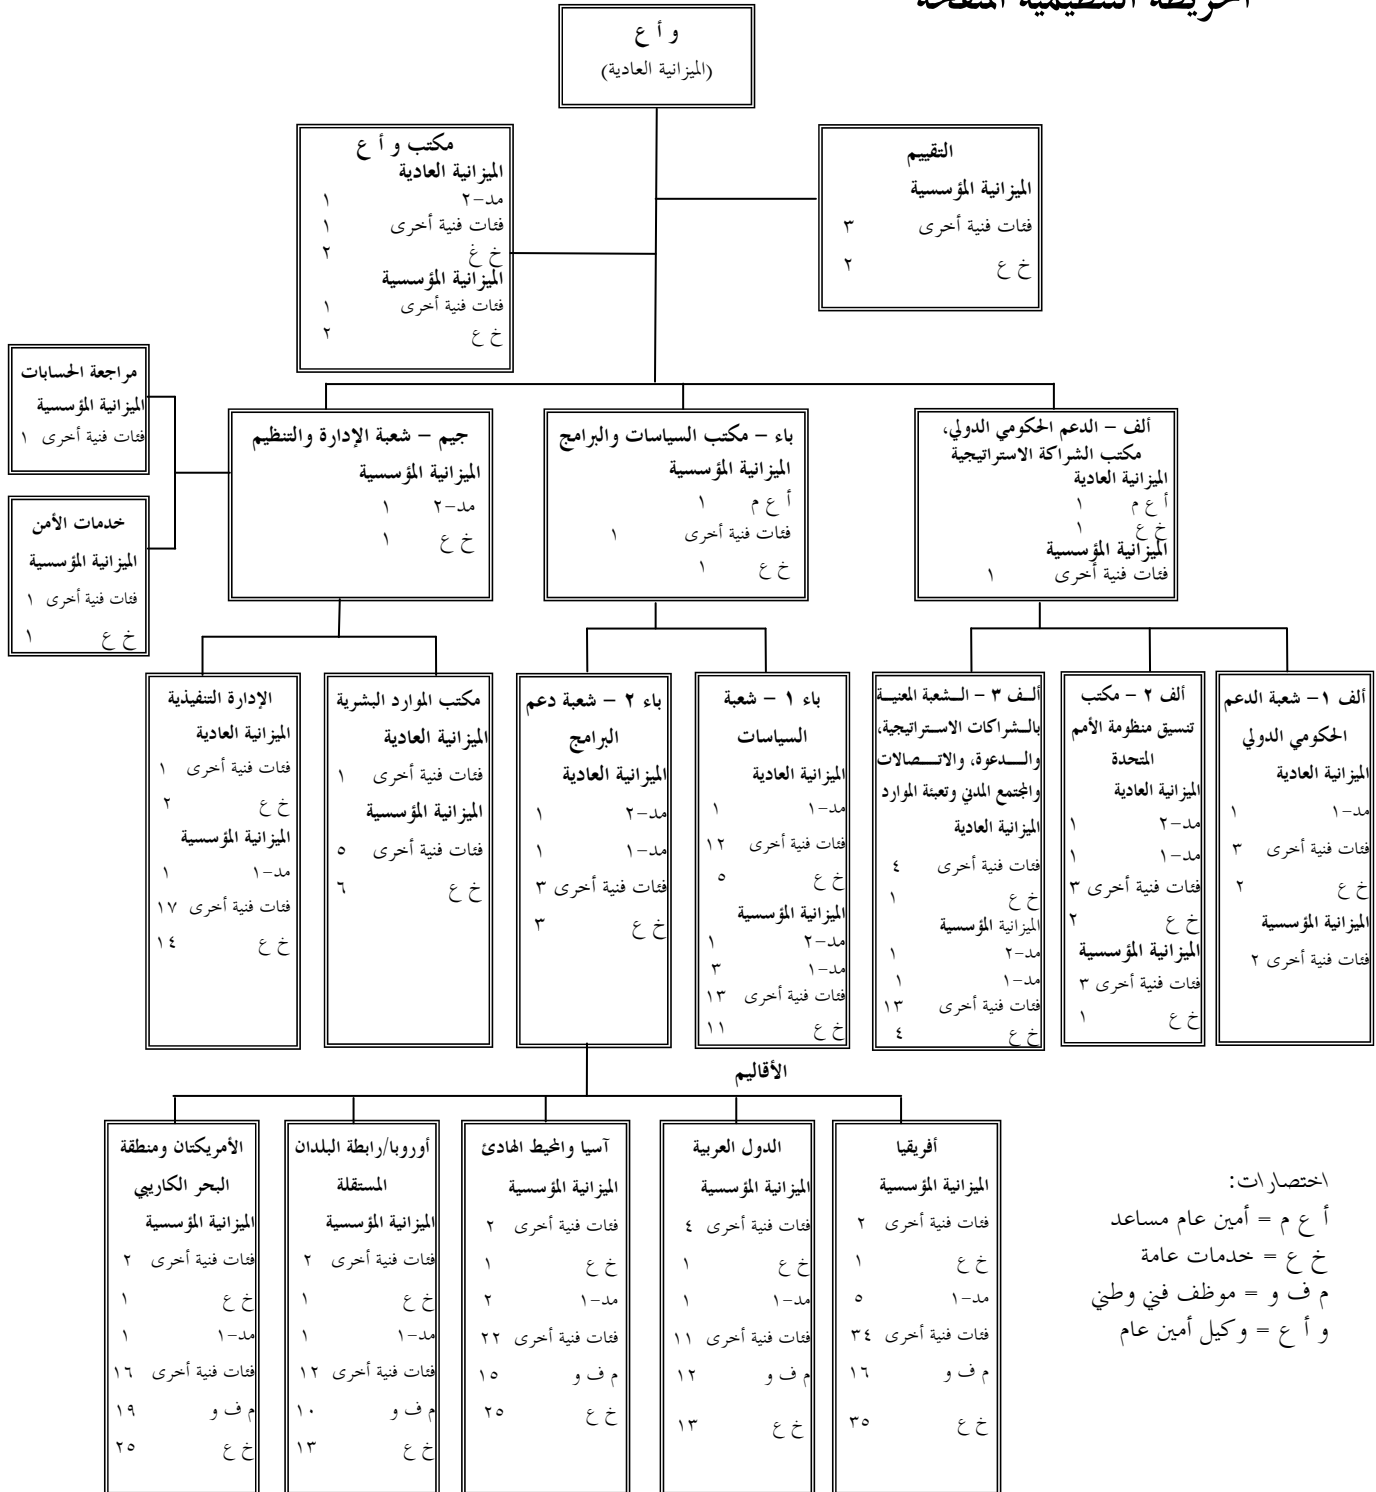 الخريطة التنظيمية المنقحة
و أ ع
(الميزانية العادية)
التقييم
الميزانية المؤسسية
فئات فنية أخرى ٣
خ ع ٢
مكتب و أ ع
الميزانية العادية
مد-٢ ١
فئات فنية أخرى ١
خ ع ٢
الميزانية المؤسسية
فئات فنية أخرى ١
خ ع ٢
مراجعة الحسابات
الميزانية المؤسسية
فئات فنية أخرى ١
خدمات الأمن
الميزانية المؤسسية
فئات فنية أخرى ١
خ ع ١
ألف – الدعم الحكومي الدولي،
مكتب الشراكة الاستراتيجية
الميزانية العادية
أ ع م ١
خ ع ١
الميزانية المؤسسية
فئات فنية أخرى ١
باء – مكتب السياسات والبرامج
الميزانية المؤسسية
أ ع م ١
فئات فنية أخرى ١
خ ع ١
جيم – شعبة الإدارة والتنظيم
الميزانية المؤسسية
مد-٢ ١
خ ع ١
ألف ١- شعبة الدعم
الحكومي الدولي
الميزانية العادية
مد-١ ١
فئات فنية أخرى ٣
خ ع ٢
الميزانية المؤسسية
فئات فنية أخرى ٢
ألف ٢ – مكتب
تنسيق منظومة الأمم
المتحدة
الميزانية العادية
مد-٢ ١
مد-١ ١
فئات فنية أخرى ٣
خ ع ٢
الميزانية المؤسسية
فئات فنية أخرى ٣
خ ع ١
ألــف ٣ – الــشعبة المعنيــة
بالــشراكات الاســتراتيجية،
والــــدعوة، والاتــــصالات
والمجتمع المدني وتعبئة الموارد
الميزانية العادية
فئات فنية أخرى ٤
خ ع ١
الميزانية المؤسسية
مد-٢ ١
مد-١ ١
فئات فنية أخرى ١٣
خ ع ٤
باء ١ – شعبة
السياسات
الميزانية العادية
مد-١ ١
فئات فنية أخرى ١٢
خ ع ٥
الميزانية المؤسسية
مد-٢ ١
مد-١ ٣
فئات فنية أخرى ١٣
خ ع ١١
باء ٢ – شعبة دعم
البرامج
الميزانية العادية
مد-٢ ١
مد-١ ١
فئات فنية أخرى ٣
خ ع ٣
مكتب الموارد البشرية
الميزانية العادية
فئات فنية أخرى ١
الميزانية المؤسسية
فئات فنية أخرى ٥
خ ع ٦
الإدارة التنفيذية
الميزانية العادية
فئات فنية أخرى ١
خ ع ٢
الميزانية المؤسسية
مد-١ ١
فئات فنية أخرى ١٧
خ ع ١٤
الأقاليم
أفريقيا
الميزانية المؤسسية
فئات فنية أخرى ٢
خ ع ١
مد-١ ٥
فئات فنية أخرى ٣٤
م ف و ١٦
خ ع ٣٥
الدول العربية
الميزانية المؤسسية
فئات فنية أخرى ٤
خ ع ١
مد-١ ١
فئات فنية أخرى ١١
م ف و ١٢
خ ع ١٣
آسيا والمحيط الهادئ
الميزانية المؤسسية
فئات فنية أخرى ٢
خ ع ١
مد-١ ٢
فئات فنية أخرى ٢٢
م ف و ١٥
خ ع ٢٥
أوروبا/رابطة البلدان
المستقلة
الميزانية المؤسسية
فئات فنية أخرى ٢
خ ع ١
مد-١ ١
فئات فنية أخرى ١٢
م ف و ١٠
خ ع ١٣
الأمريكتان ومنطقة
البحر الكاريبي
الميزانية المؤسسية
فئات فنية أخرى ٢
خ ع ١
مد-١ ١
فئات فنية أخرى ١٦
م ف و ١٩
خ ع ٢٥
اختصارات:
أ ع م = أمين عام مساعد
خ ع = خدمات عامة
م ف و = موظف فني وطني
و أ ع = وكيل أمين عام